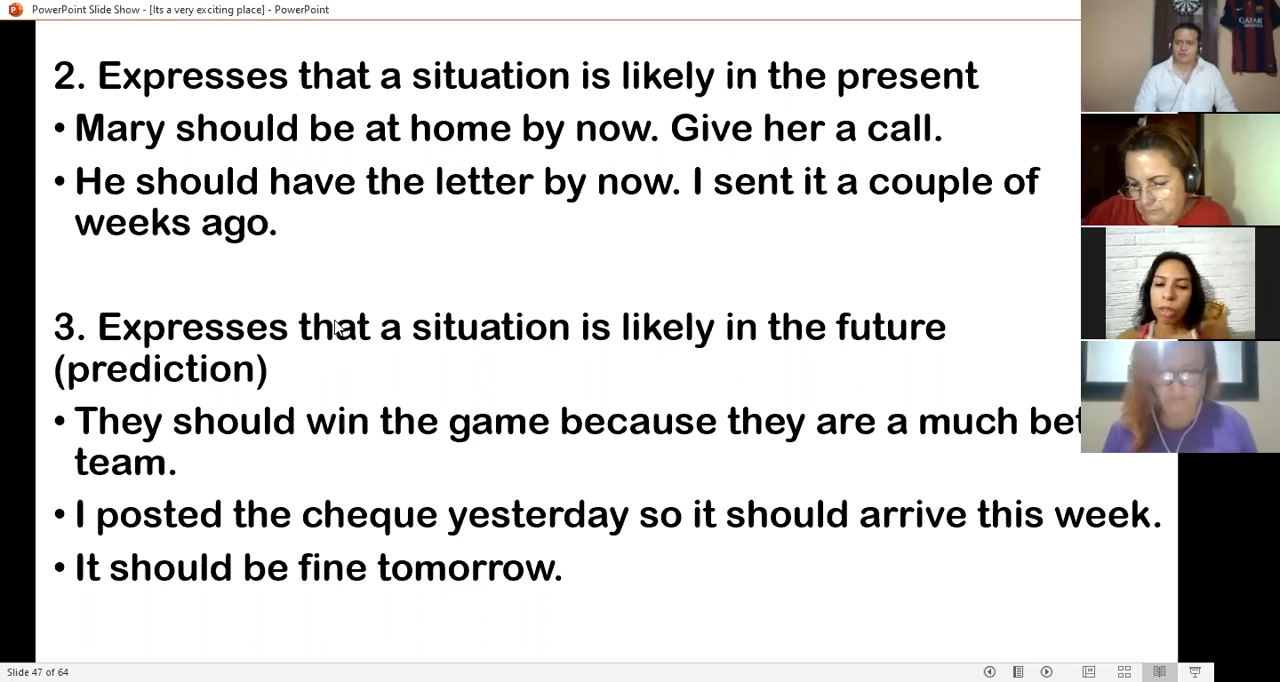 PowerPoint Slide Show - [Its a very exciting place] - PowerPoint
2. Expresses that a situation is likely in the present
• Mary should be at home by now. Give her a call.
• He should have the letter by now. I sent it a couple of
weeks ago.
3. Expresses that a situation is likely in the future
(prediction)
• They should win the game because they are a much
team.
• I posted the cheque yesterday so it should arrive this week.
• It should be fine tomorrow.
QATAR
Slide 47 of 64